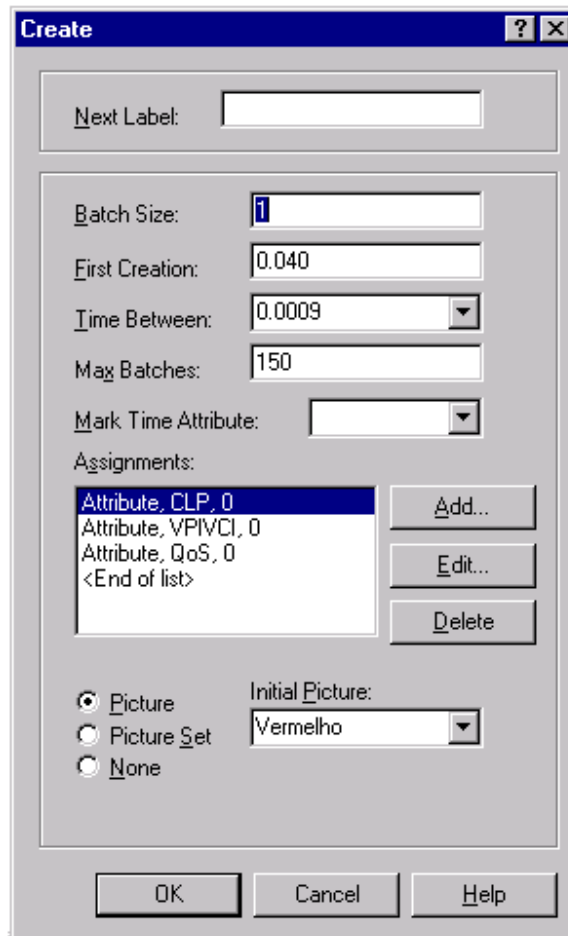 Create
Next Label:
Batch Size: 1
First Creation: 0.040
Time Between: 0.0009
Max Batches: 150
Mark Time Attribute:
Assignments:
Attribute, CLP, 0
Attribute, VPIVCI, 0
Attribute, QoS, 0
<End of list>
Add...
Edit...
Delete
Picture
Picture Set
None
Initial Picture:
Vermelho
OK Cancel Help